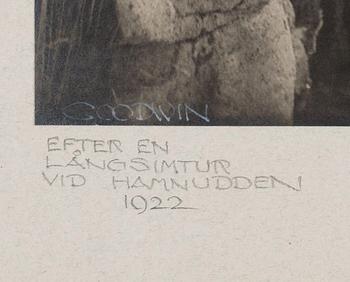 GOODWIN
EFTER EN
LÅNGSIMTUR
VID HAMNUDDEN
1922